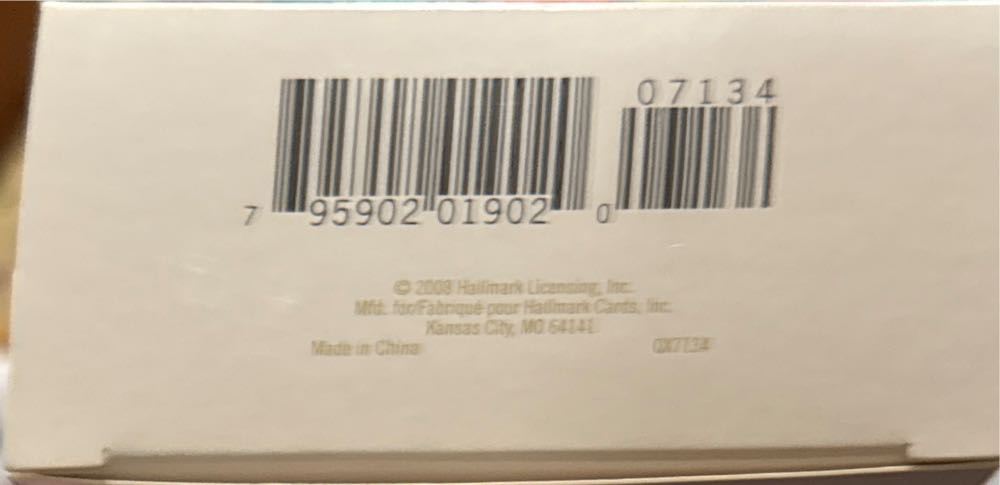 07134
7 95902 01902 0
© 2008 Hallmark Licensing, Inc.
Mfd. for/Fabriqué pour Hallmark Cards, Inc.
Kansas City, MO 64141
Made in China QX7134